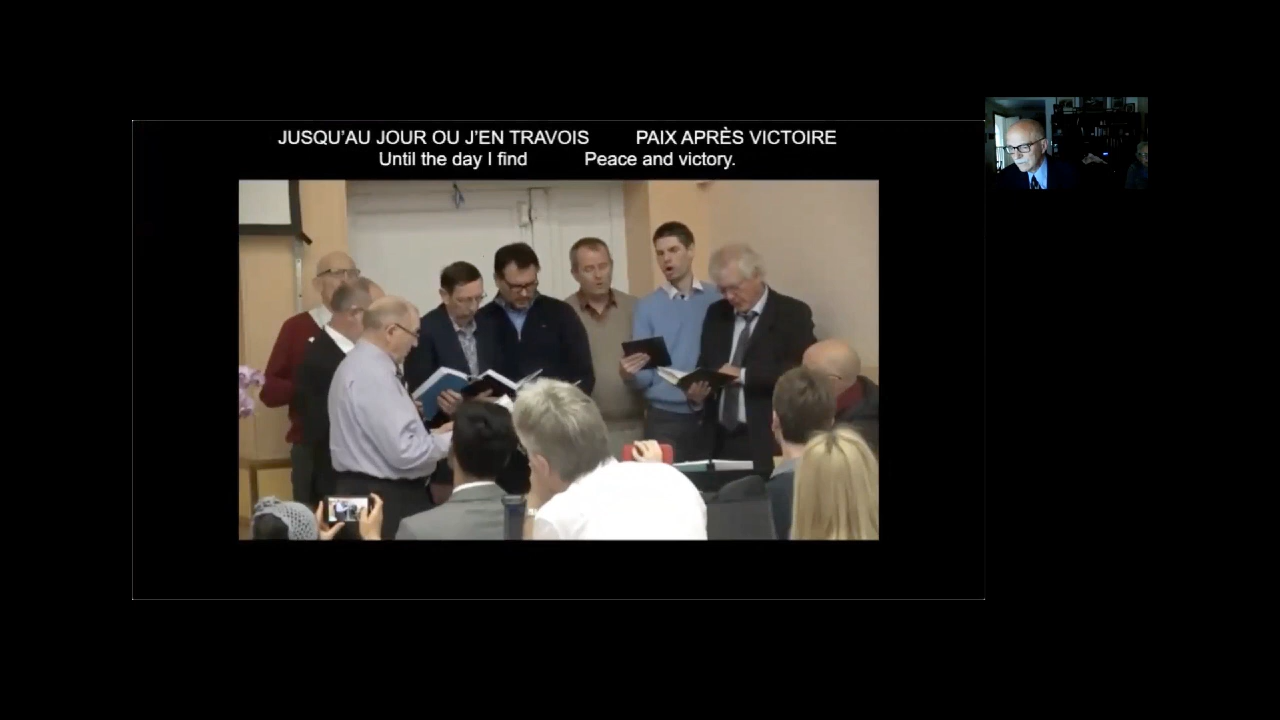 JUSQU'AU JOUR OU J'EN TRAVOIS PAIX APRÈS VICTOIRE
Until the day I find Peace and victory.